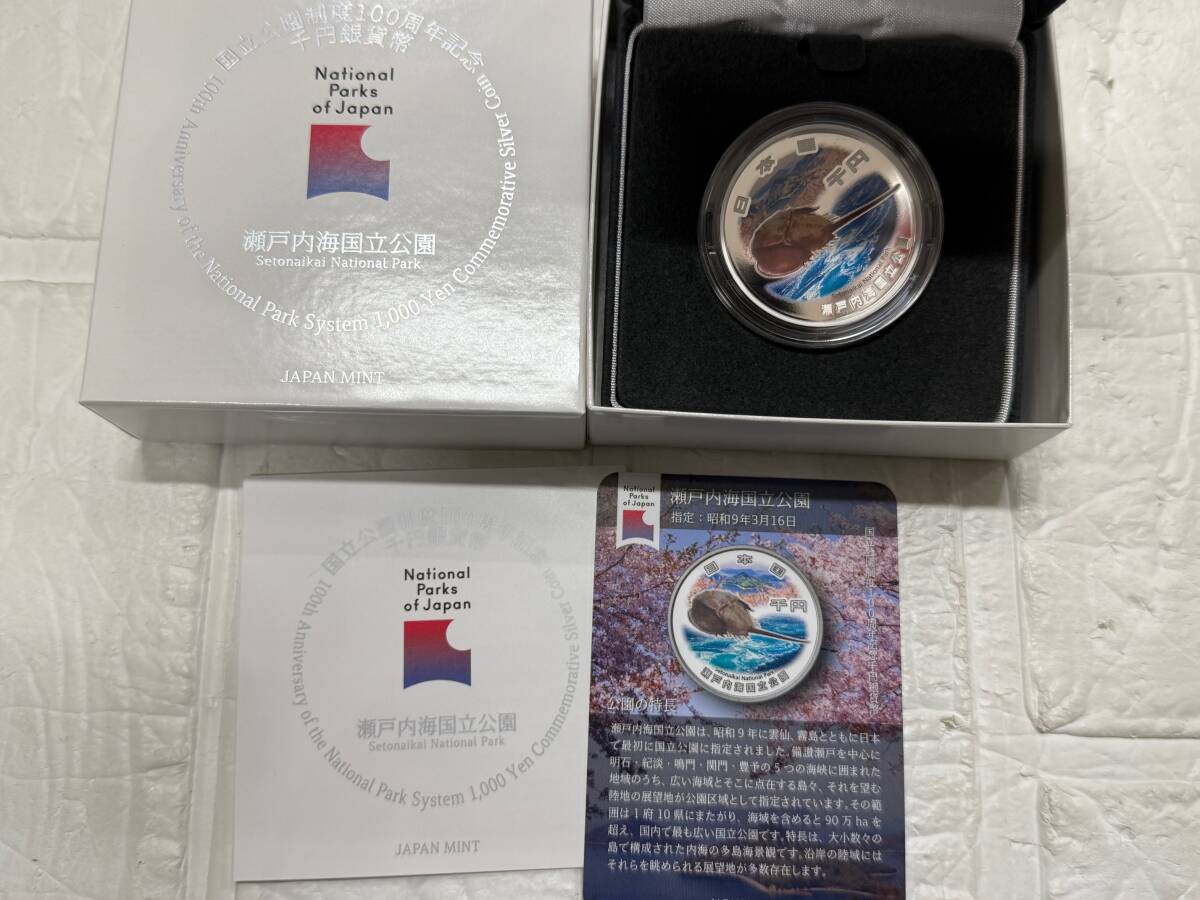 国立公園制度100周年記念
千円銀貨幣
National
Parks
of Japan
瀬戸内海国立公園
Setonaikai National Park
100th Anniversary of the National Park System 1,000 Yen Commemorative Silver Coin
JAPAN MINT
日本国
千円
Setonaikai National Park
瀬戸内海国立公園
千円銀貨幣
National
Parks
of Japan
瀬戸内海国立公園
Setonaikai National Park
100th Anniversary of the National Park System 1,000 Yen Commemorative Silver Coin
JAPAN MINT
National
Parks
of Japan
瀬戸内海国立公園
指定:昭和9年3月16日
日本国
千円
Setonaikai National Park
瀬戸内海国立公園
公園の特長
瀬戸内海国立公園は、昭和9年に雲仙、霧島とともに日本
で最初に国立公園に指定されました。備讃瀬戸を中心に
明石・紀淡・鳴門・関門・豊予の5つの海峡に囲まれた
地域のうち、広い海域とそこに点在する島々、それを望む
陸地の展望地が公園区域として指定されています。その範
囲は1府10県にまたがり、海域を含めると90万haを
超え、国内で最も広い国立公園です。特長は、大小数々の
島で構成された内海の多島海景観です。沿岸の陸域には
それらを眺められる展望地が多数存在します。